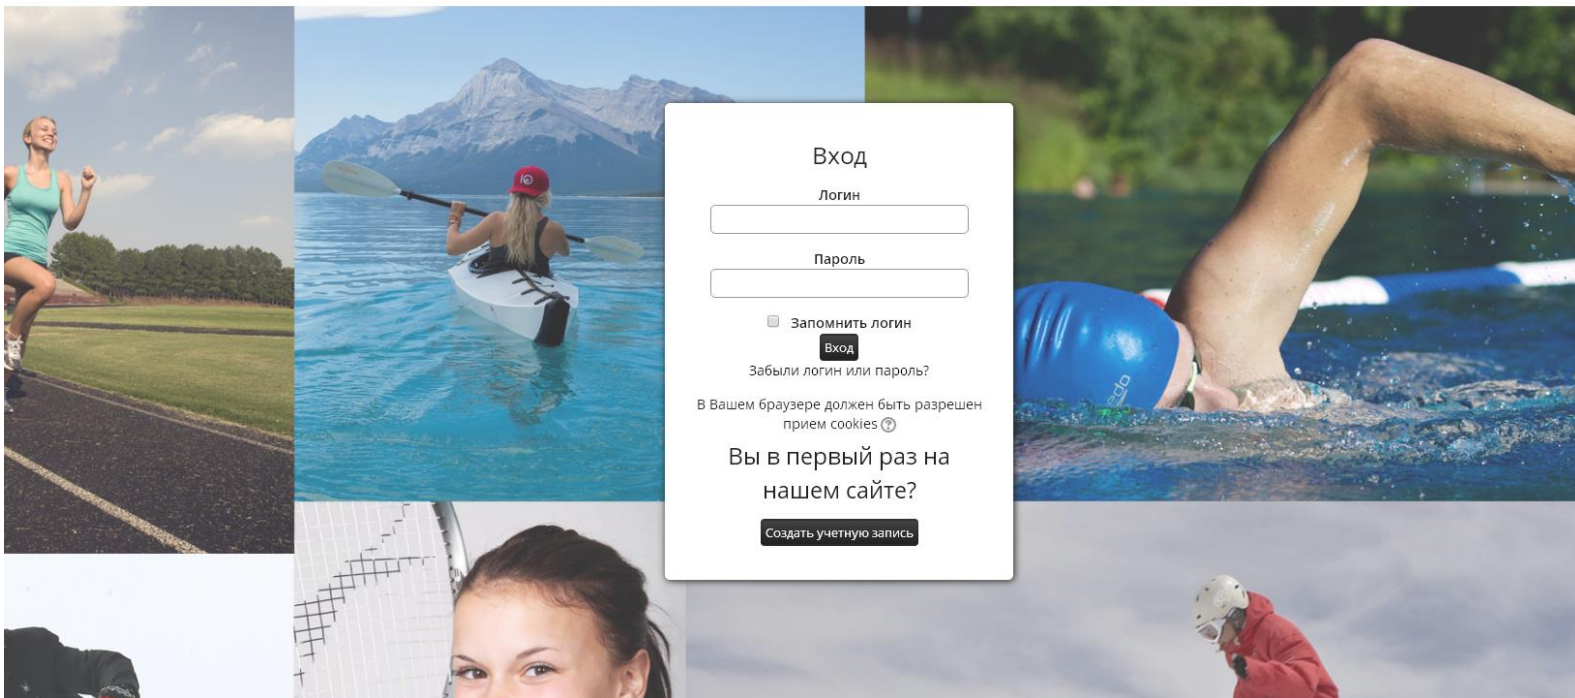 Вход
Логин
Пароль
Запомнить логин
Вход
Забыли логин или пароль?
В Вашем браузере должен быть разрешен
прием cookies
Вы в первый раз на
нашем сайте?
Создать учетную запись